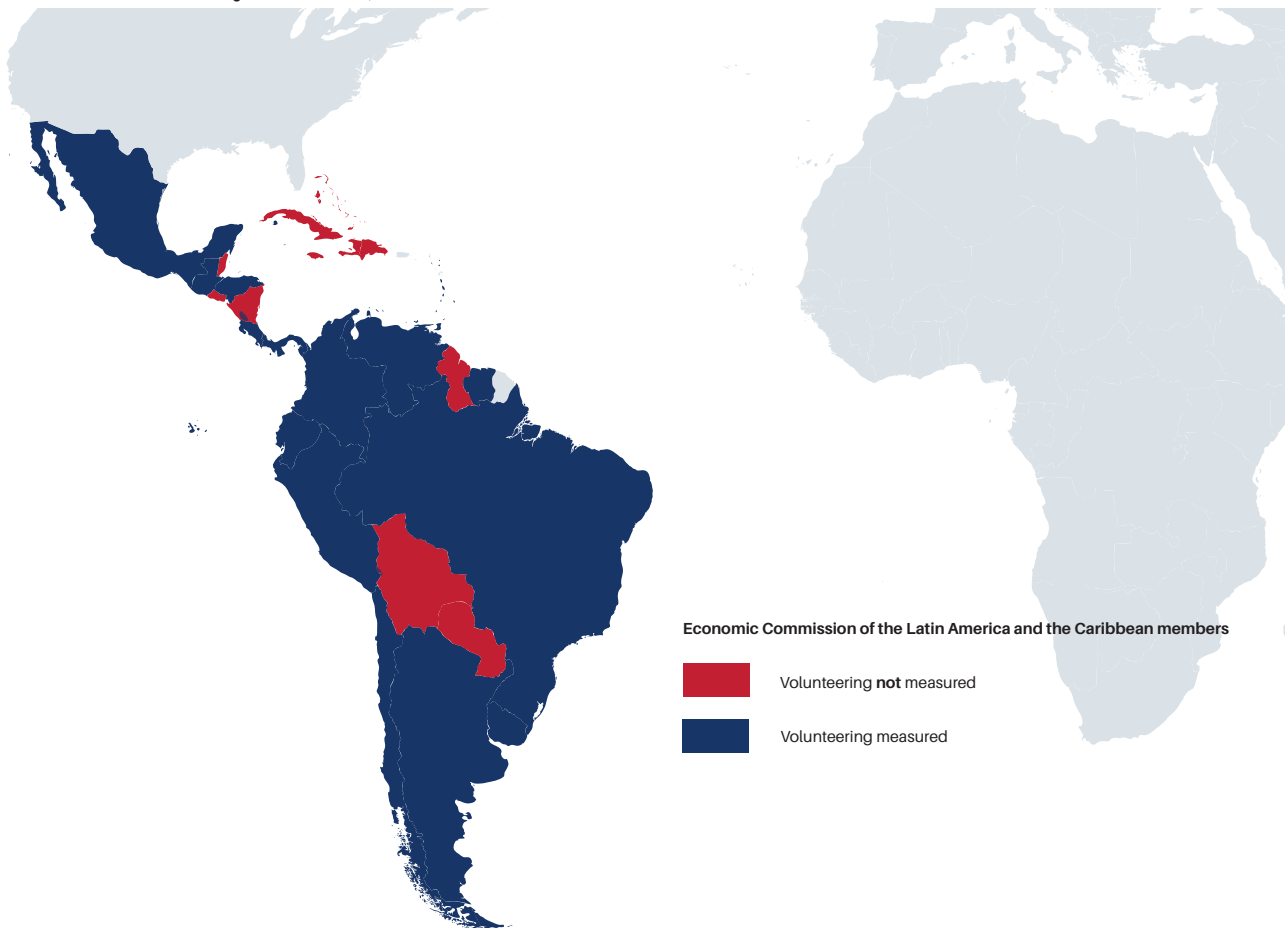 Economic Commission of the Latin America and the Caribbean members
Volunteering not measured
Volunteering measured